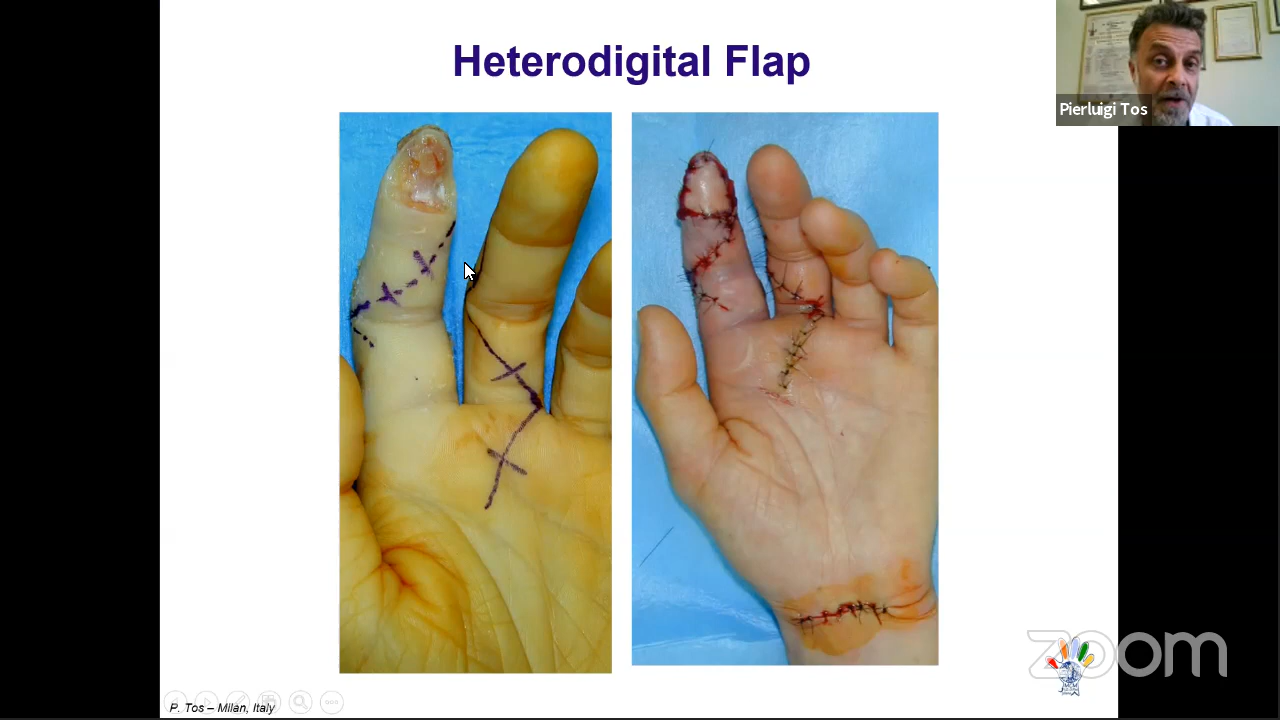 Heterodigital Flap
Pierluigi Tos
P. Tos – Milan, Italy
zoom